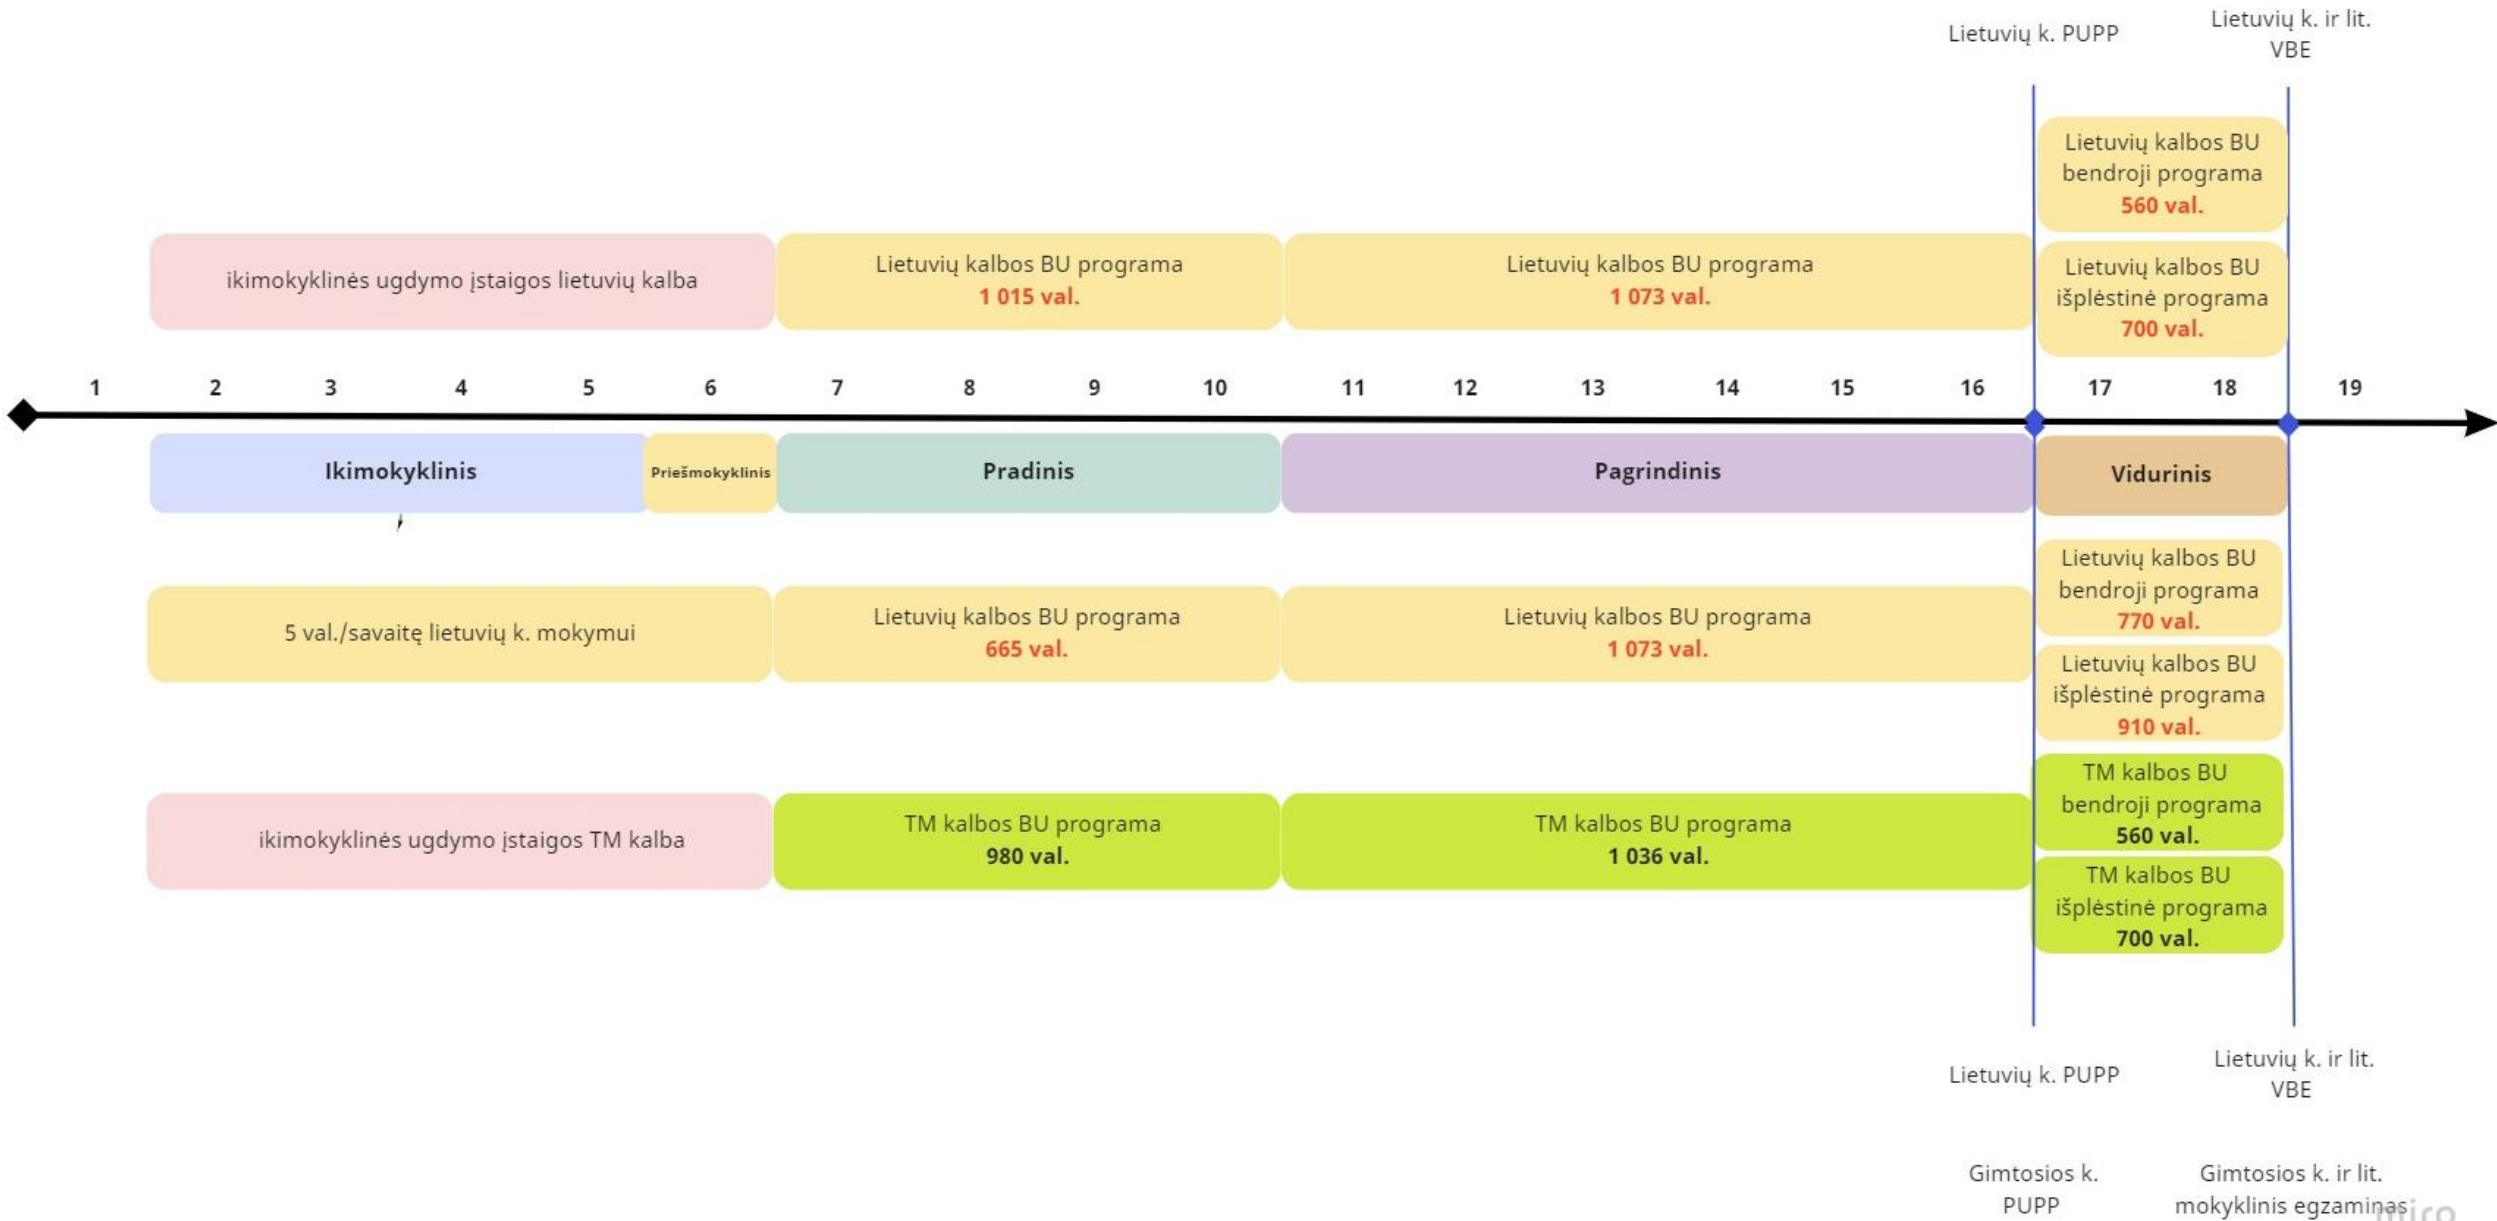 Lietuvių k. PUPP
Lietuvių k. ir lit.
VBE
Lietuvių kalbos BU
bendroji programa
560 val.
ikimokyklinės ugdymo įstaigos lietuvių kalba
Lietuvių kalbos BU programa
1 015 val.
Lietuvių kalbos BU programa
1 073 val.
Lietuvių kalbos BU
išplėstinė programa
700 val.
1 2 3 4 5 6 7 8 9 10 11 12 13 14 15 16 17 18 19
Ikimokyklinis Priešmokyklinis Pradinis Pagrindinis Vidurinis
5 val./savaitę lietuvių k. mokymui
Lietuvių kalbos BU programa
665 val.
Lietuvių kalbos BU programa
1 073 val.
Lietuvių kalbos BU
bendroji programa
770 val.
Lietuvių kalbos BU
išplėstinė programa
910 val.
ikimokyklinės ugdymo įstaigos TM kalba
TM kalbos BU programa
980 val.
TM kalbos BU programa
1 036 val.
TM kalbos BU
bendroji programa
560 val.
TM kalbos BU
išplėstinė programa
700 val.
Lietuvių k. PUPP
Lietuvių k. ir lit.
VBE
Gimtosios k.
PUPP
Gimtosios k. ir lit.
mokyklinis egzaminas
miro